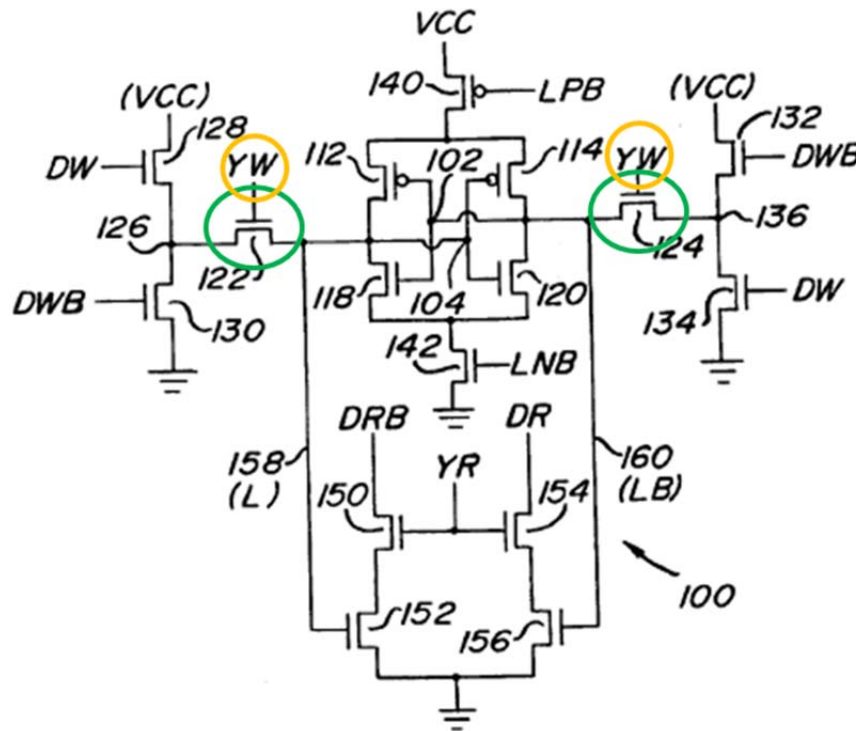 VCC
140
LPB
(VCC)
(VCC)
128
132
DW
YW
112
102
114
YW
DWB
126
136
122
124
118
104
120
DWB
130
134
DW
142
LNB
DRB
DR
158
(L)
YR
160
(LB)
150
154
152
156
100